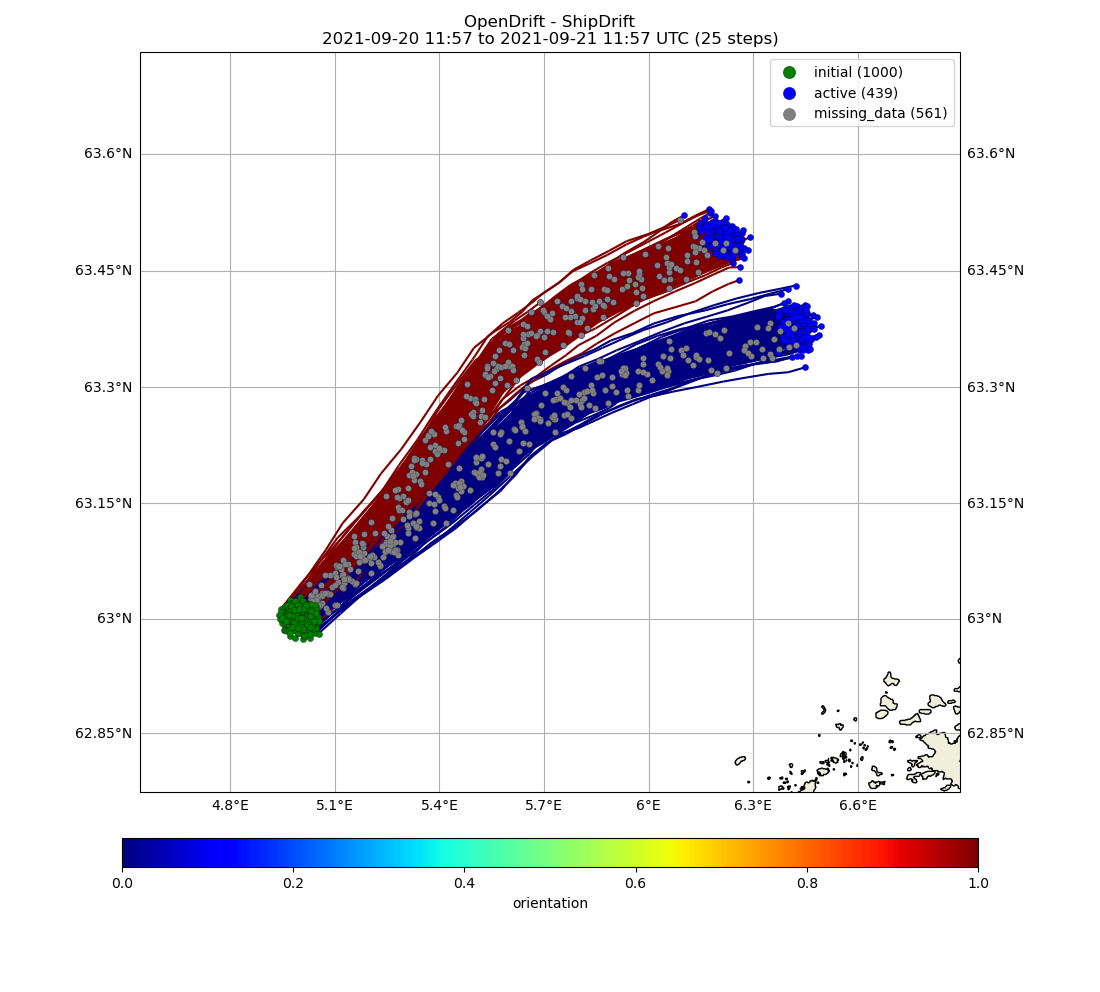 OpenDrift - ShipDrift
2021-09-20 11:57 to 2021-09-21 11:57 UTC (25 steps)
initial (1000)
active (439)
missing_data (561)
63.6°N 63.6°N
63.45°N 63.45°N
63.3°N 63.3°N
63.15°N 63.15°N
63°N 63°N
62.85°N 62.85°N
4.8°E 5.1°E 5.4°E 5.7°E 6°E 6.3°E 6.6°E
0.0 0.2 0.4 0.6 0.8 1.0
orientation